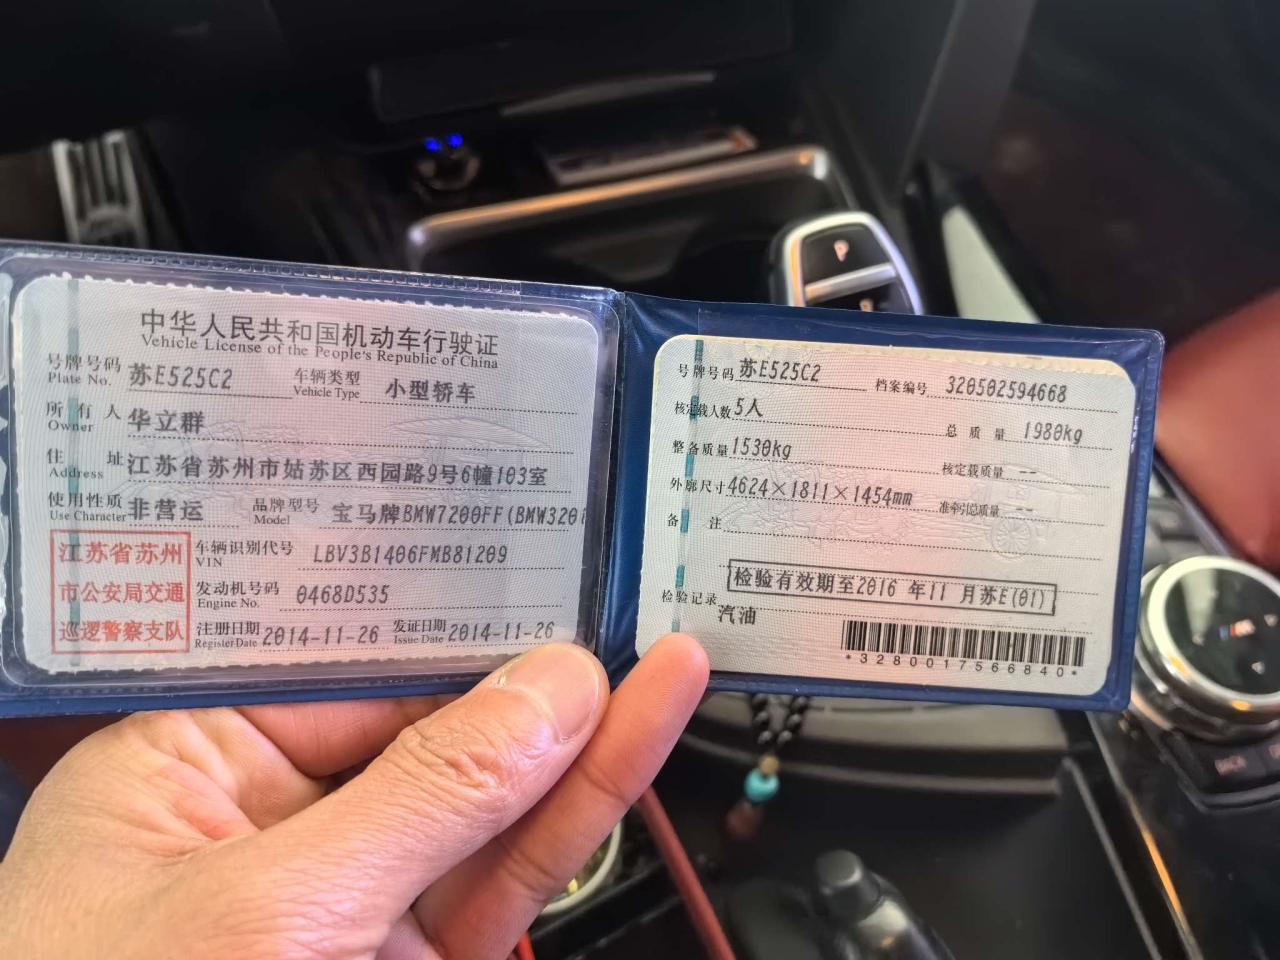 中华人民共和国机动车行驶证
Vehicle License of the People's Republic of China
号牌号码 苏E525C2 车辆类型 小型轿车
Plate No. Vehicle Type
所有人 华立群
Owner
住址 江苏省苏州市姑苏区西园路9号6幢103室
Address
使用性质 非营运 品牌型号 宝马牌BMW7200FF(BMW320i
Use Character Model
江苏省苏州
市公安局交通
巡逻警察支队
车辆识别代号 LBV3B1406FMB81209
VIN
发动机号码 0468D535
Engine No.
注册日期 2014-11-26 发证日期 2014-11-26
Register Date Issue Date
号牌号码 苏E525C2 档案编号 320502594668
核定载人数 5人 总质量 1980kg
整备质量 1530kg 核定载质量 --
外廓尺寸 4624×1811×1454mm 准牵引总质量 --
备注
检验有效期至2016年11月苏E(01)
检验记录
汽油
*3280017566840*
P
BACK